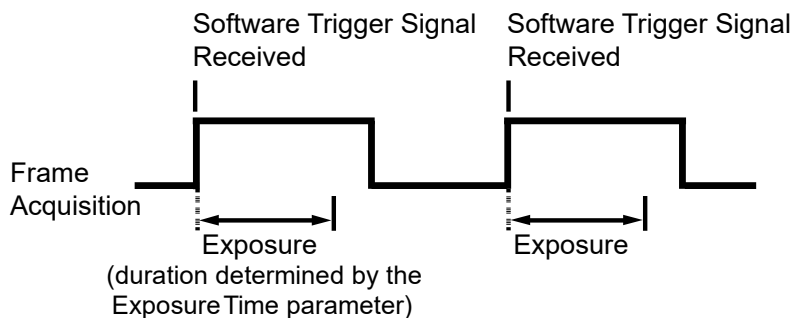 Software Trigger Signal
Received
Software Trigger Signal
Received
Frame
Acquisition
Exposure
(duration determined by the
ExposureTime parameter)
Exposure